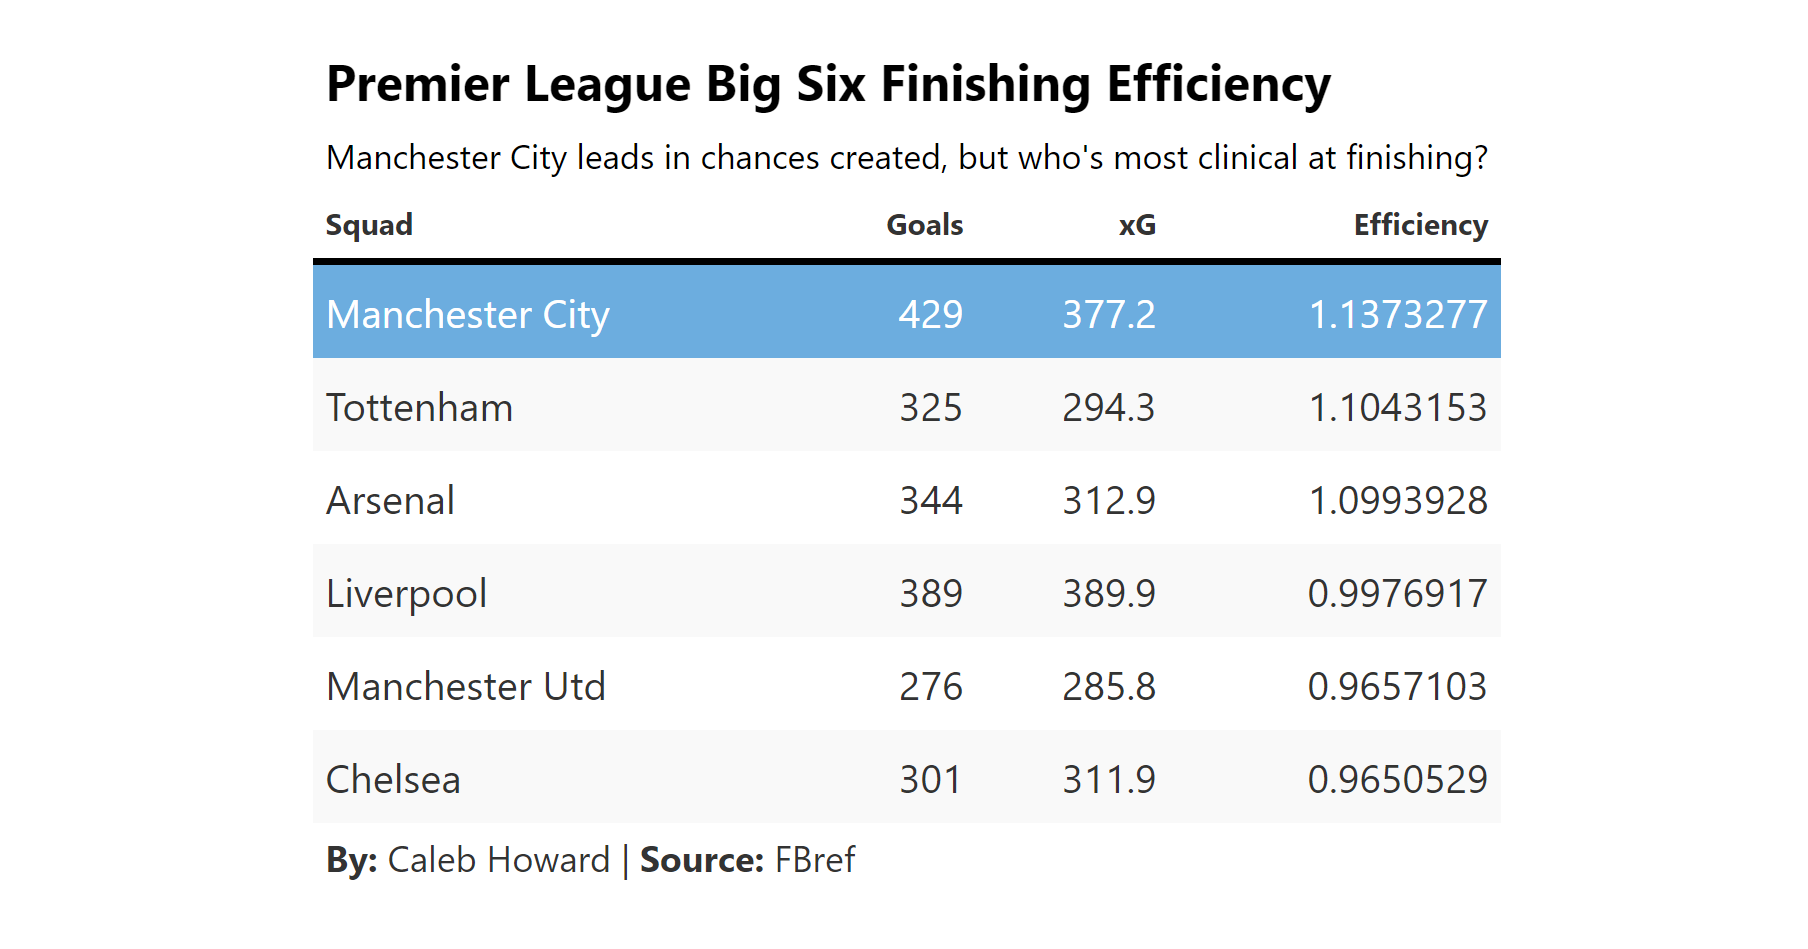 Premier League Big Six Finishing Efficiency
Manchester City leads in chances created, but who's most clinical at finishing?
Squad Goals xG Efficiency
Manchester City 429 377.2 1.1373277
Tottenham 325 294.3 1.1043153
Arsenal 344 312.9 1.0993928
Liverpool 389 389.9 0.9976917
Manchester Utd 276 285.8 0.9657103
Chelsea 301 311.9 0.9650529
By: Caleb Howard | Source: FBref